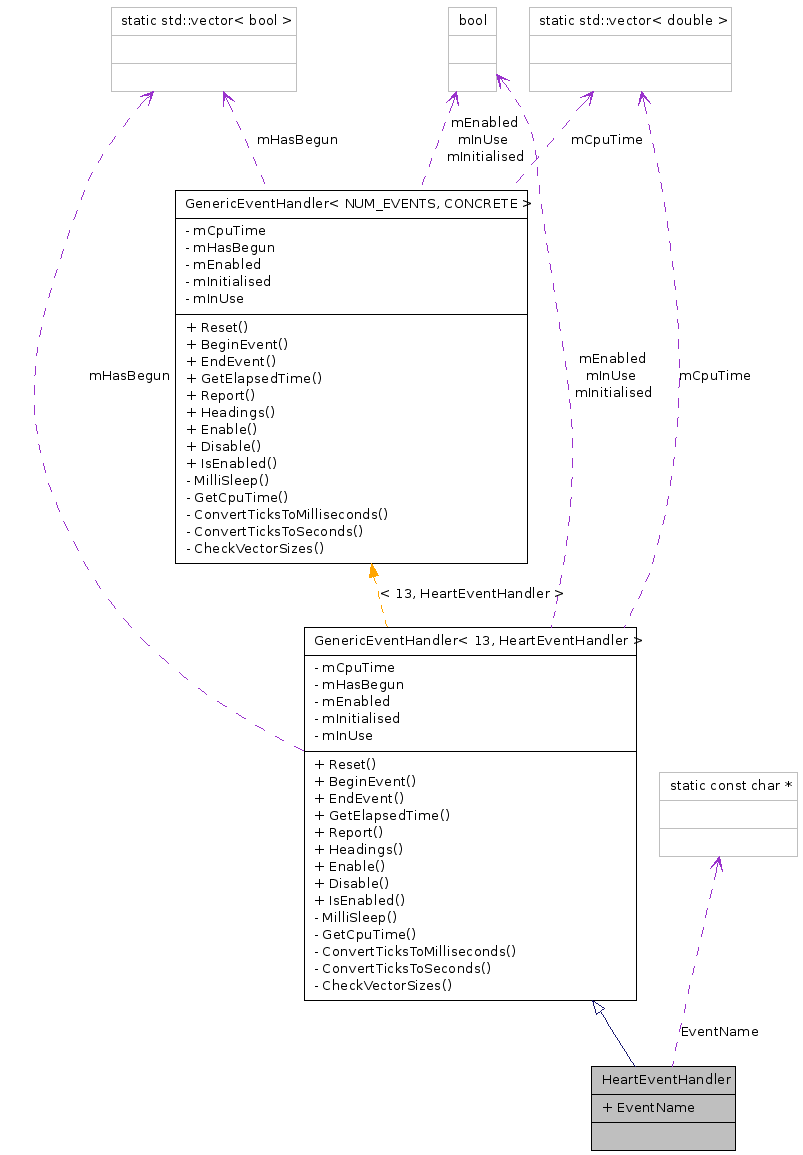 static std::vector< bool >
bool
static std::vector< double >
mHasBegun
mEnabled
mInUse
mInitialised
mCpuTime
GenericEventHandler< NUM_EVENTS, CONCRETE >
- mCpuTime
- mHasBegun
- mEnabled
- mInitialised
- mInUse
+ Reset()
+ BeginEvent()
+ EndEvent()
+ GetElapsedTime()
+ Report()
+ Headings()
+ Enable()
+ Disable()
+ IsEnabled()
- MilliSleep()
- GetCpuTime()
- ConvertTicksToMilliseconds()
- ConvertTicksToSeconds()
- CheckVectorSizes()
mHasBegun
mEnabled
mInUse
mInitialised
mCpuTime
< 13, HeartEventHandler >
GenericEventHandler< 13, HeartEventHandler >
- mCpuTime
- mHasBegun
- mEnabled
- mInitialised
- mInUse
+ Reset()
+ BeginEvent()
+ EndEvent()
+ GetElapsedTime()
+ Report()
+ Headings()
+ Enable()
+ Disable()
+ IsEnabled()
- MilliSleep()
- GetCpuTime()
- ConvertTicksToMilliseconds()
- ConvertTicksToSeconds()
- CheckVectorSizes()
static const char *
EventName
HeartEventHandler
+ EventName